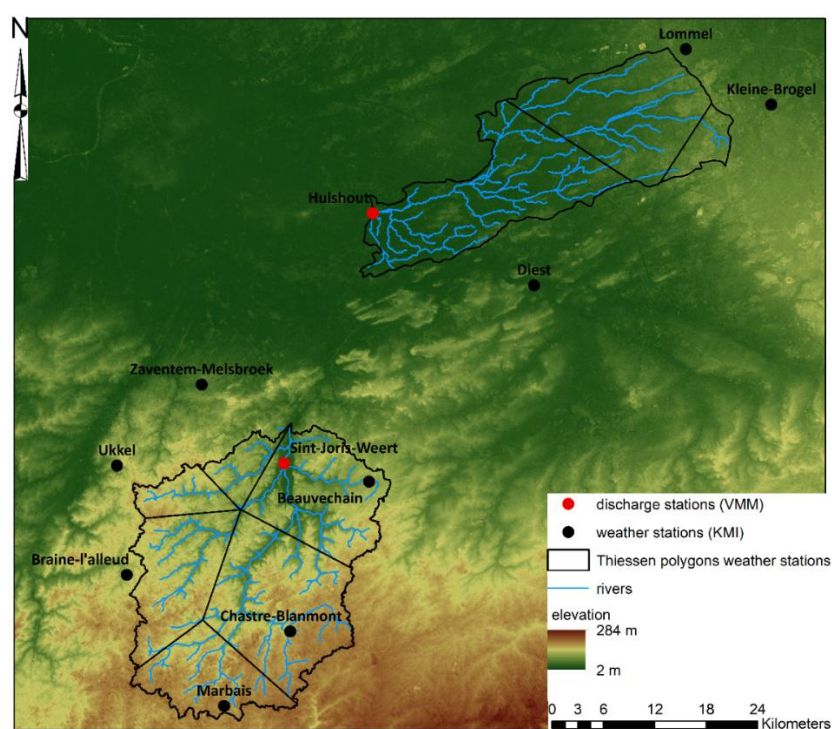 N
Lommel
Kleine-Brogel
Hulshout
Diest
Zaventem-Melsbroek
Ukkel
Sint-Joris-Weert
Beauvechain
Braine-l'alleud
Chastre-Blanmont
Marbais
discharge stations (VMM)
weather stations (KMI)
Thiessen polygons weather stations
rivers
elevation
284 m
2 m
0 3 6 12 18 24
Kilometers